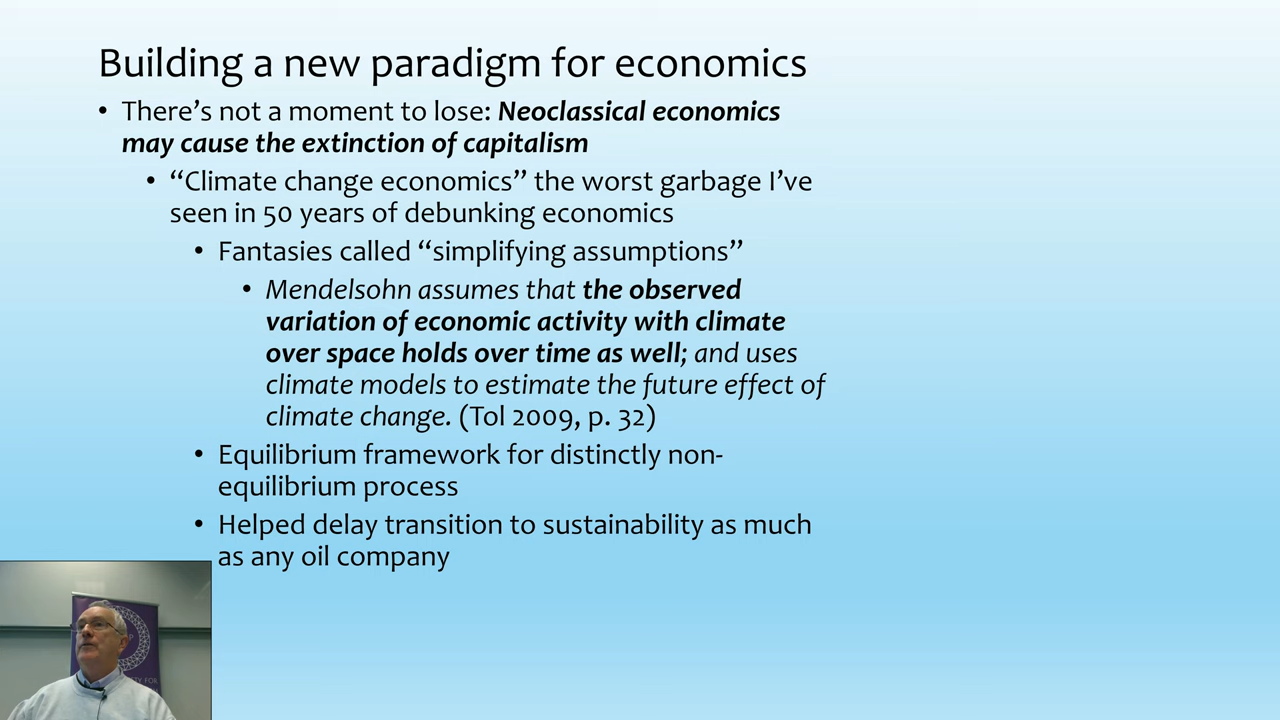 Building a new paradigm for economics
• There’s not a moment to lose: Neoclassical economics
may cause the extinction of capitalism
• “Climate change economics” the worst garbage I’ve
seen in 50 years of debunking economics
• Fantasies called “simplifying assumptions”
• Mendelsohn assumes that the observed
variation of economic activity with climate
over space holds over time as well; and uses
climate models to estimate the future effect of
climate change. (Tol 2009, p. 32)
• Equilibrium framework for distinctly non-
equilibrium process
• Helped delay transition to sustainability as much
as any oil company